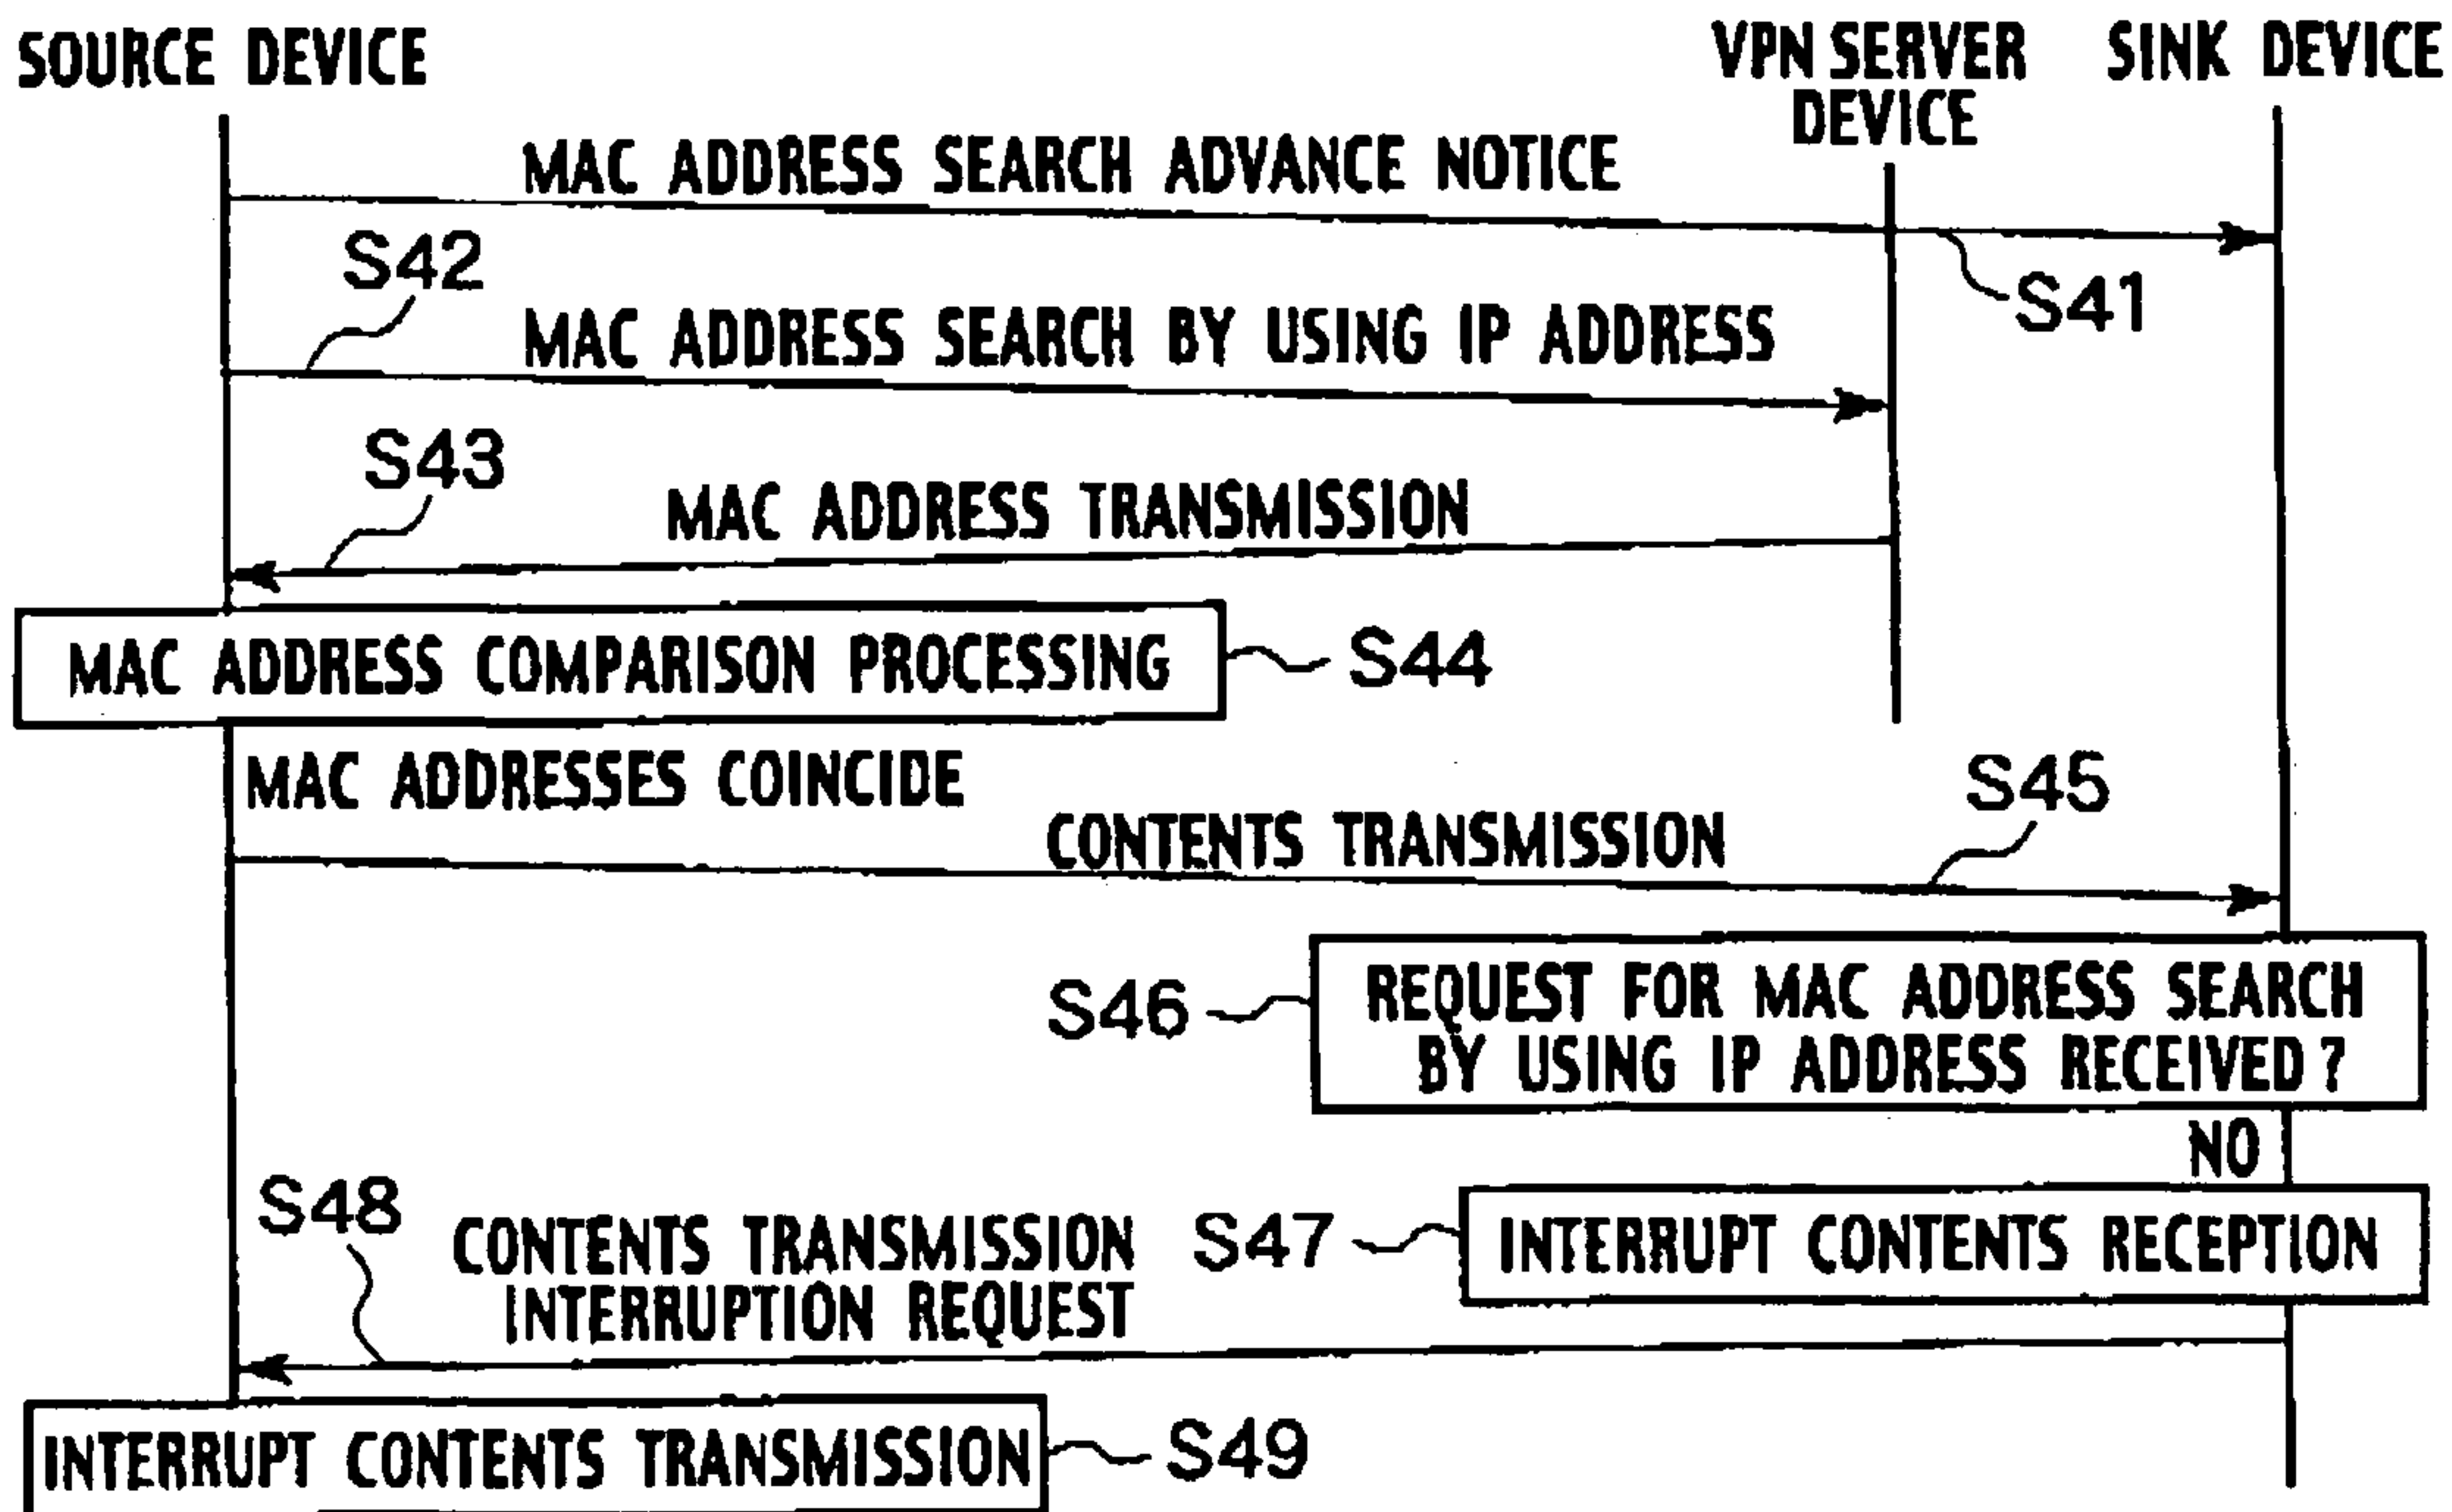 SOURCE DEVICE
VPN SERVER
DEVICE
SINK DEVICE
MAC ADDRESS SEARCH ADVANCE NOTICE
S41
S42
MAC ADDRESS SEARCH BY USING IP ADDRESS
S43
MAC ADDRESS TRANSMISSION
MAC ADDRESS COMPARISON PROCESSING
S44
MAC ADDRESSES COINCIDE
S45
CONTENTS TRANSMISSION
S46
REQUEST FOR MAC ADDRESS SEARCH
BY USING IP ADDRESS RECEIVED?
NO
S47
INTERRUPT CONTENTS RECEPTION
S48
CONTENTS TRANSMISSION
INTERRUPTION REQUEST
INTERRUPT CONTENTS TRANSMISSION
S49